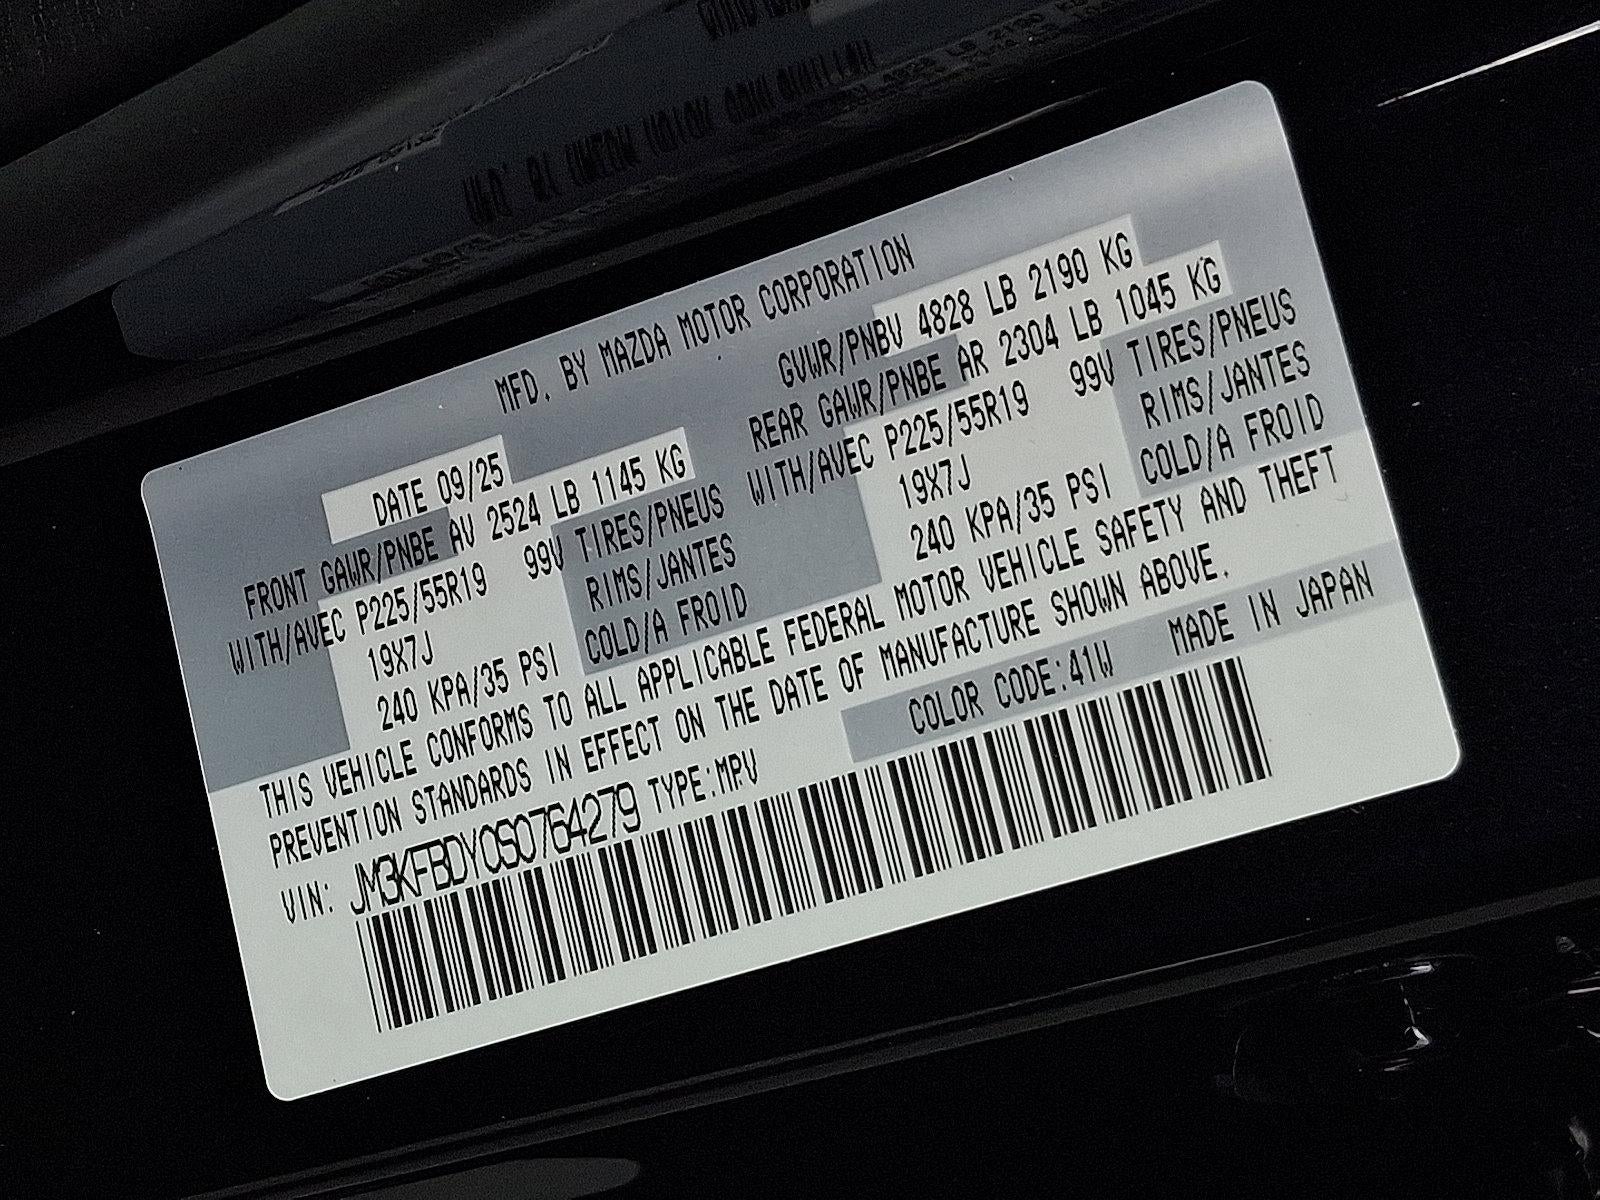 MFD. BY MAZDA MOTOR CORPORATION
DATE 09/25 GVWR/PNBV 4828 LB 2190 KG
FRONT GAWR/PNBE AV 2524 LB 1145 KG REAR GAWR/PNBE AR 2304 LB 1045 KG
WITH/AVEC P225/55R19 99V TIRES/PNEUS WITH/AVEC P225/55R19 99V TIRES/PNEUS
19X7J RIMS/JANTES 19X7J RIMS/JANTES
240 KPA/35 PSI COLD/A FROID 240 KPA/35 PSI COLD/A FROID
THIS VEHICLE CONFORMS TO ALL APPLICABLE FEDERAL MOTOR VEHICLE SAFETY AND THEFT
PREVENTION STANDARDS IN EFFECT ON THE DATE OF MANUFACTURE SHOWN ABOVE.
VIN: JM3KFBDY0S0764279 TYPE:MPV COLOR CODE:41W MADE IN JAPAN